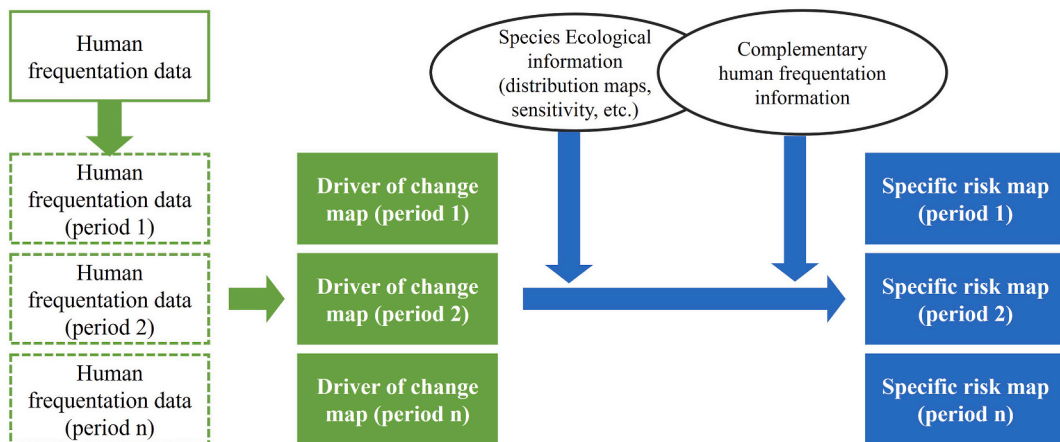 Human
frequentation data
Species Ecological
information
(distribution maps,
sensitivity, etc.)
Complementary
human frequentation
information
Human
frequentation data
(period 1)
Driver of change
map (period 1)
Specific risk map
(period 1)
Human
frequentation data
(period 2)
Driver of change
map (period 2)
Specific risk map
(period 2)
Human
frequentation data
(period n)
Driver of change
map (period n)
Specific risk map
(period n)